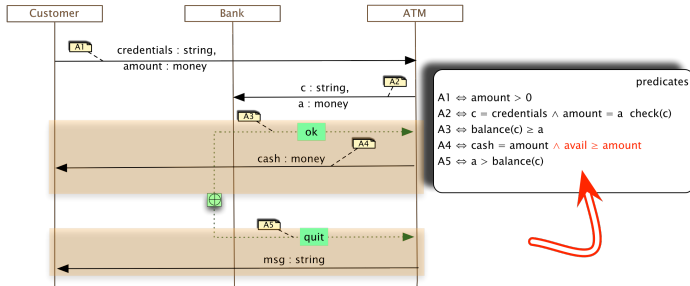 Customer
Bank
ATM
A1
credentials : string,
amount : money
A2
c : string,
a : money
predicates
A1 ⇔ amount > 0
A2 ⇔ c = credentials ∧ amount = a check(c)
A3 ⇔ balance(c) ≥ a
A4 ⇔ cash = amount ∧ avail ≥ amount
A5 ⇔ a > balance(c)
A3
ok
A4
cash : money
A5
quit
msg : string